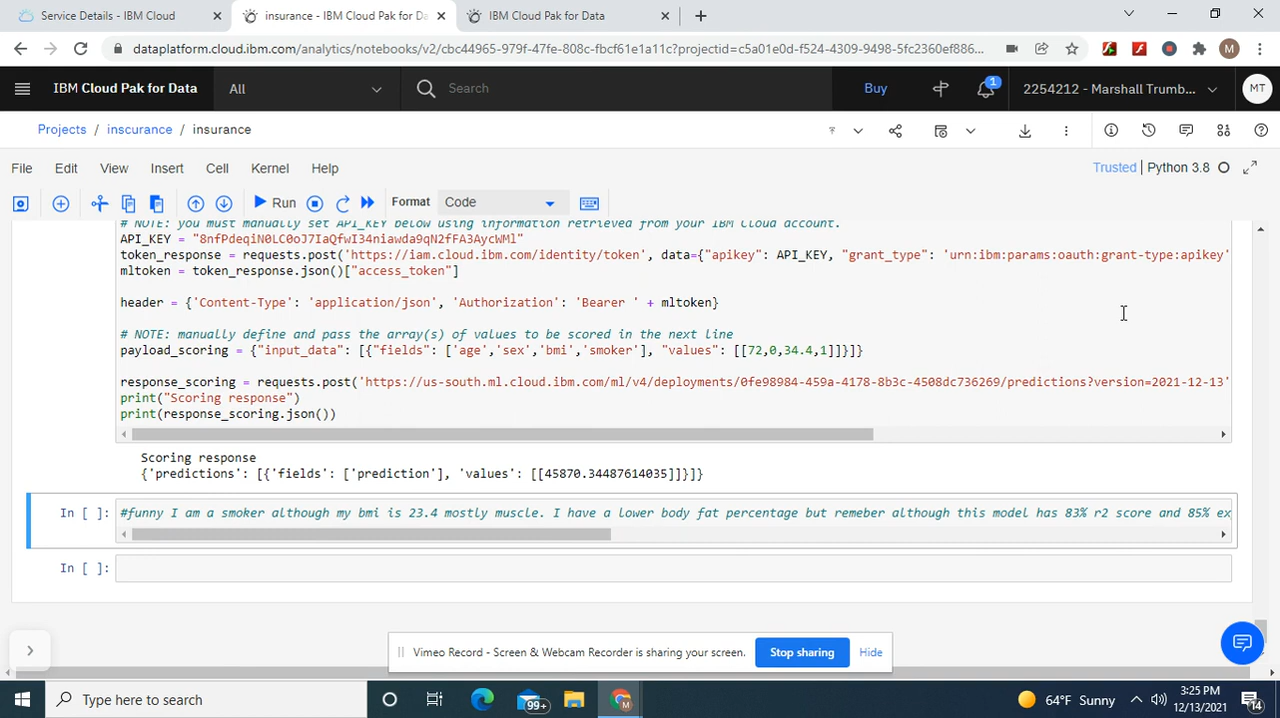 Service Details - IBM Cloud
insurance - IBM Cloud Pak for Da
IBM Cloud Pak for Data
dataplatform.cloud.ibm.com/analytics/notebooks/v2/cbc44965-979f-47fe-808c-fbcf61e1a11c?projectid=c5a01e0d-f524-4309-9498-5fc2360ef886...
M
IBM Cloud Pak for Data
All
Search
Buy
1
2254212 - Marshall Trumb...
MT
Projects / inscurance / insurance
File Edit View Insert Cell Kernel Help
Trusted Python 3.8
Run
Format
Code
# NOTE: you must manually set API_KEY below using information retrieved from your IBM Cloud account.
API_KEY = "8nfPdeqiN0LC0oJ7IaQfwI34niawda9qN2fFA3AycWMl"
token_response = requests.post('https://iam.cloud.ibm.com/identity/token', data={"apikey": API_KEY, "grant_type": 'urn:ibm:params:oauth:grant-type:apikey'
mltoken = token_response.json()["access_token"]
header = {'Content-Type': 'application/json', 'Authorization': 'Bearer ' + mltoken}
# NOTE: manually define and pass the array(s) of values to be scored in the next line
payload_scoring = {"input_data": [{"fields": ['age','sex','bmi','smoker'], "values": [[72,0,34.4,1]]}]}
response_scoring = requests.post('https://us-south.ml.cloud.ibm.com/ml/v4/deployments/0fe98984-459a-4178-8b3c-4508dc736269/predictions?version=2021-12-13'
print("Scoring response")
print(response_scoring.json())
Scoring response
{'predictions': [{'fields': ['prediction'], 'values': [[45870.34487614035]]}]}
In [ ]:
#funny I am a smoker although my bmi is 23.4 mostly muscle. I have a lower body fat percentage but remeber although this model has 83% r2 score and 85% ex
In [ ]:
Vimeo Record - Screen & Webcam Recorder is sharing your screen.
Stop sharing
Hide
Type here to search
99+
M
64°F Sunny
3:25 PM
12/13/2021
14